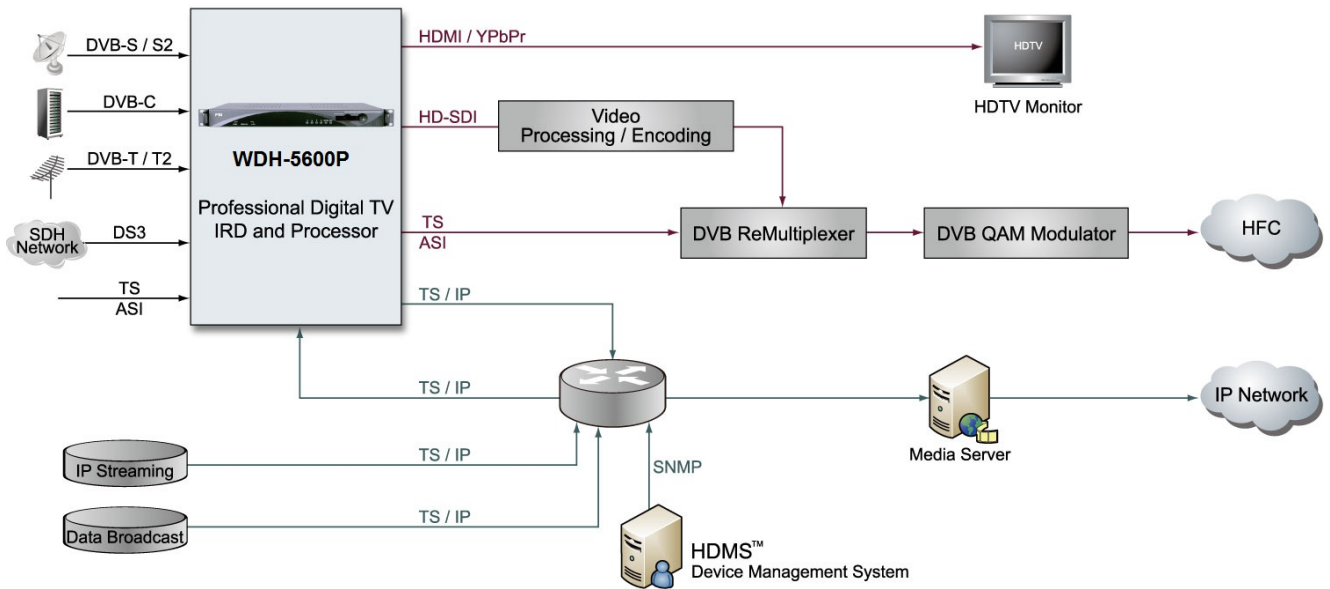 DVB-S / S2
DVB-C
DVB-T / T2
SDH
Network
DS3
TS
ASI
WDH-5600P
Professional Digital TV
IRD and Processor
HDMI / YPbPr
HDTV
HDTV Monitor
HD-SDI
Video
Processing / Encoding
TS
ASI
DVB ReMultiplexer
DVB QAM Modulator
HFC
TS / IP
TS / IP
Media Server
IP Network
IP Streaming
TS / IP
Data Broadcast
TS / IP
SNMP
HDMS™
Device Management System